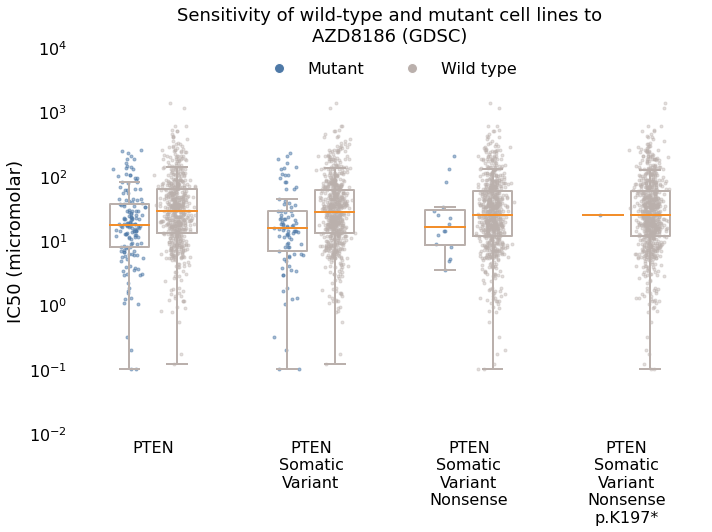 Sensitivity of wild-type and mutant cell lines to
AZD8186 (GDSC)
Mutant
Wild type
IC50 (micromolar)
10⁴
10³
10²
10¹
10⁰
10⁻¹
10⁻²
PTEN
PTEN
Somatic
Variant
PTEN
Somatic
Variant
Nonsense
PTEN
Somatic
Variant
Nonsense
p.K197*